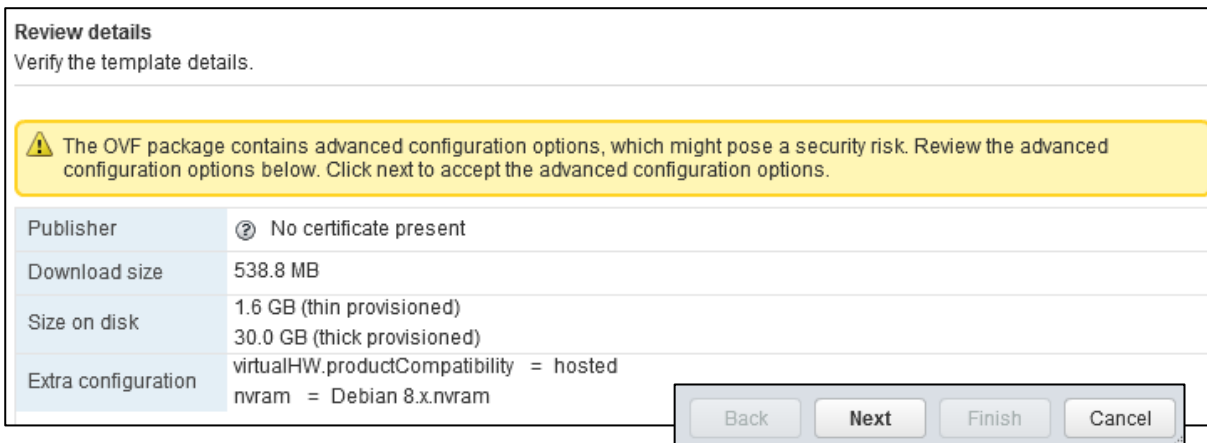 Review details
Verify the template details.
The OVF package contains advanced configuration options, which might pose a security risk. Review the advanced
configuration options below. Click next to accept the advanced configuration options.
Publisher ? No certificate present
Download size 538.8 MB
Size on disk 1.6 GB (thin provisioned)
30.0 GB (thick provisioned)
Extra configuration virtualHW.productCompatibility = hosted
nvram = Debian 8.x.nvram
Back Next Finish Cancel